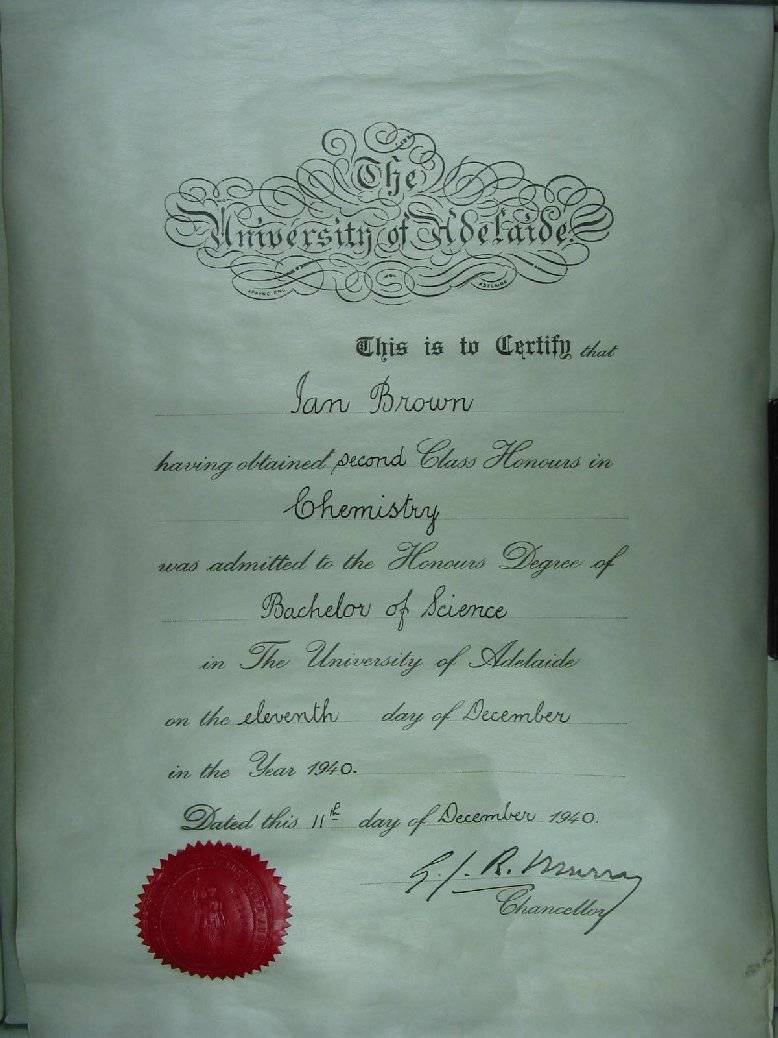 The
University of Adelaide.
ADELAIDE
This is to Certify that
Ian Brown
having obtained second Class Honours in
Chemistry
was admitted to the Honours Degree of
Bachelor of Science
in The University of Adelaide
on the eleventh day of December
in the Year 1940.
Dated this 11th day of December 1940.
G. J. R. Murray
Chancellor